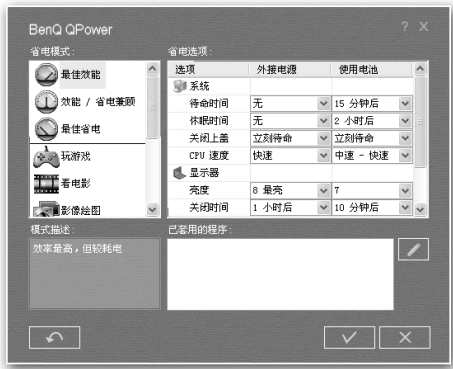 BenQ QPower ? X
省电模式:
最佳效能
效能 / 省电兼顾
最佳省电
玩游戏
看电影
影像绘图
省电选项:
选项 外接电源 使用电池
系统
待命时间 无 15 分钟后
休眠时间 无 2 小时后
关闭上盖 立刻待命 立刻待命
CPU 速度 快速 中速 - 快速
显示器
亮度 8 最亮 7
关闭时间 1 小时后 10 分钟后
模式描述:
效率最高，但较耗电
已套用的程序: